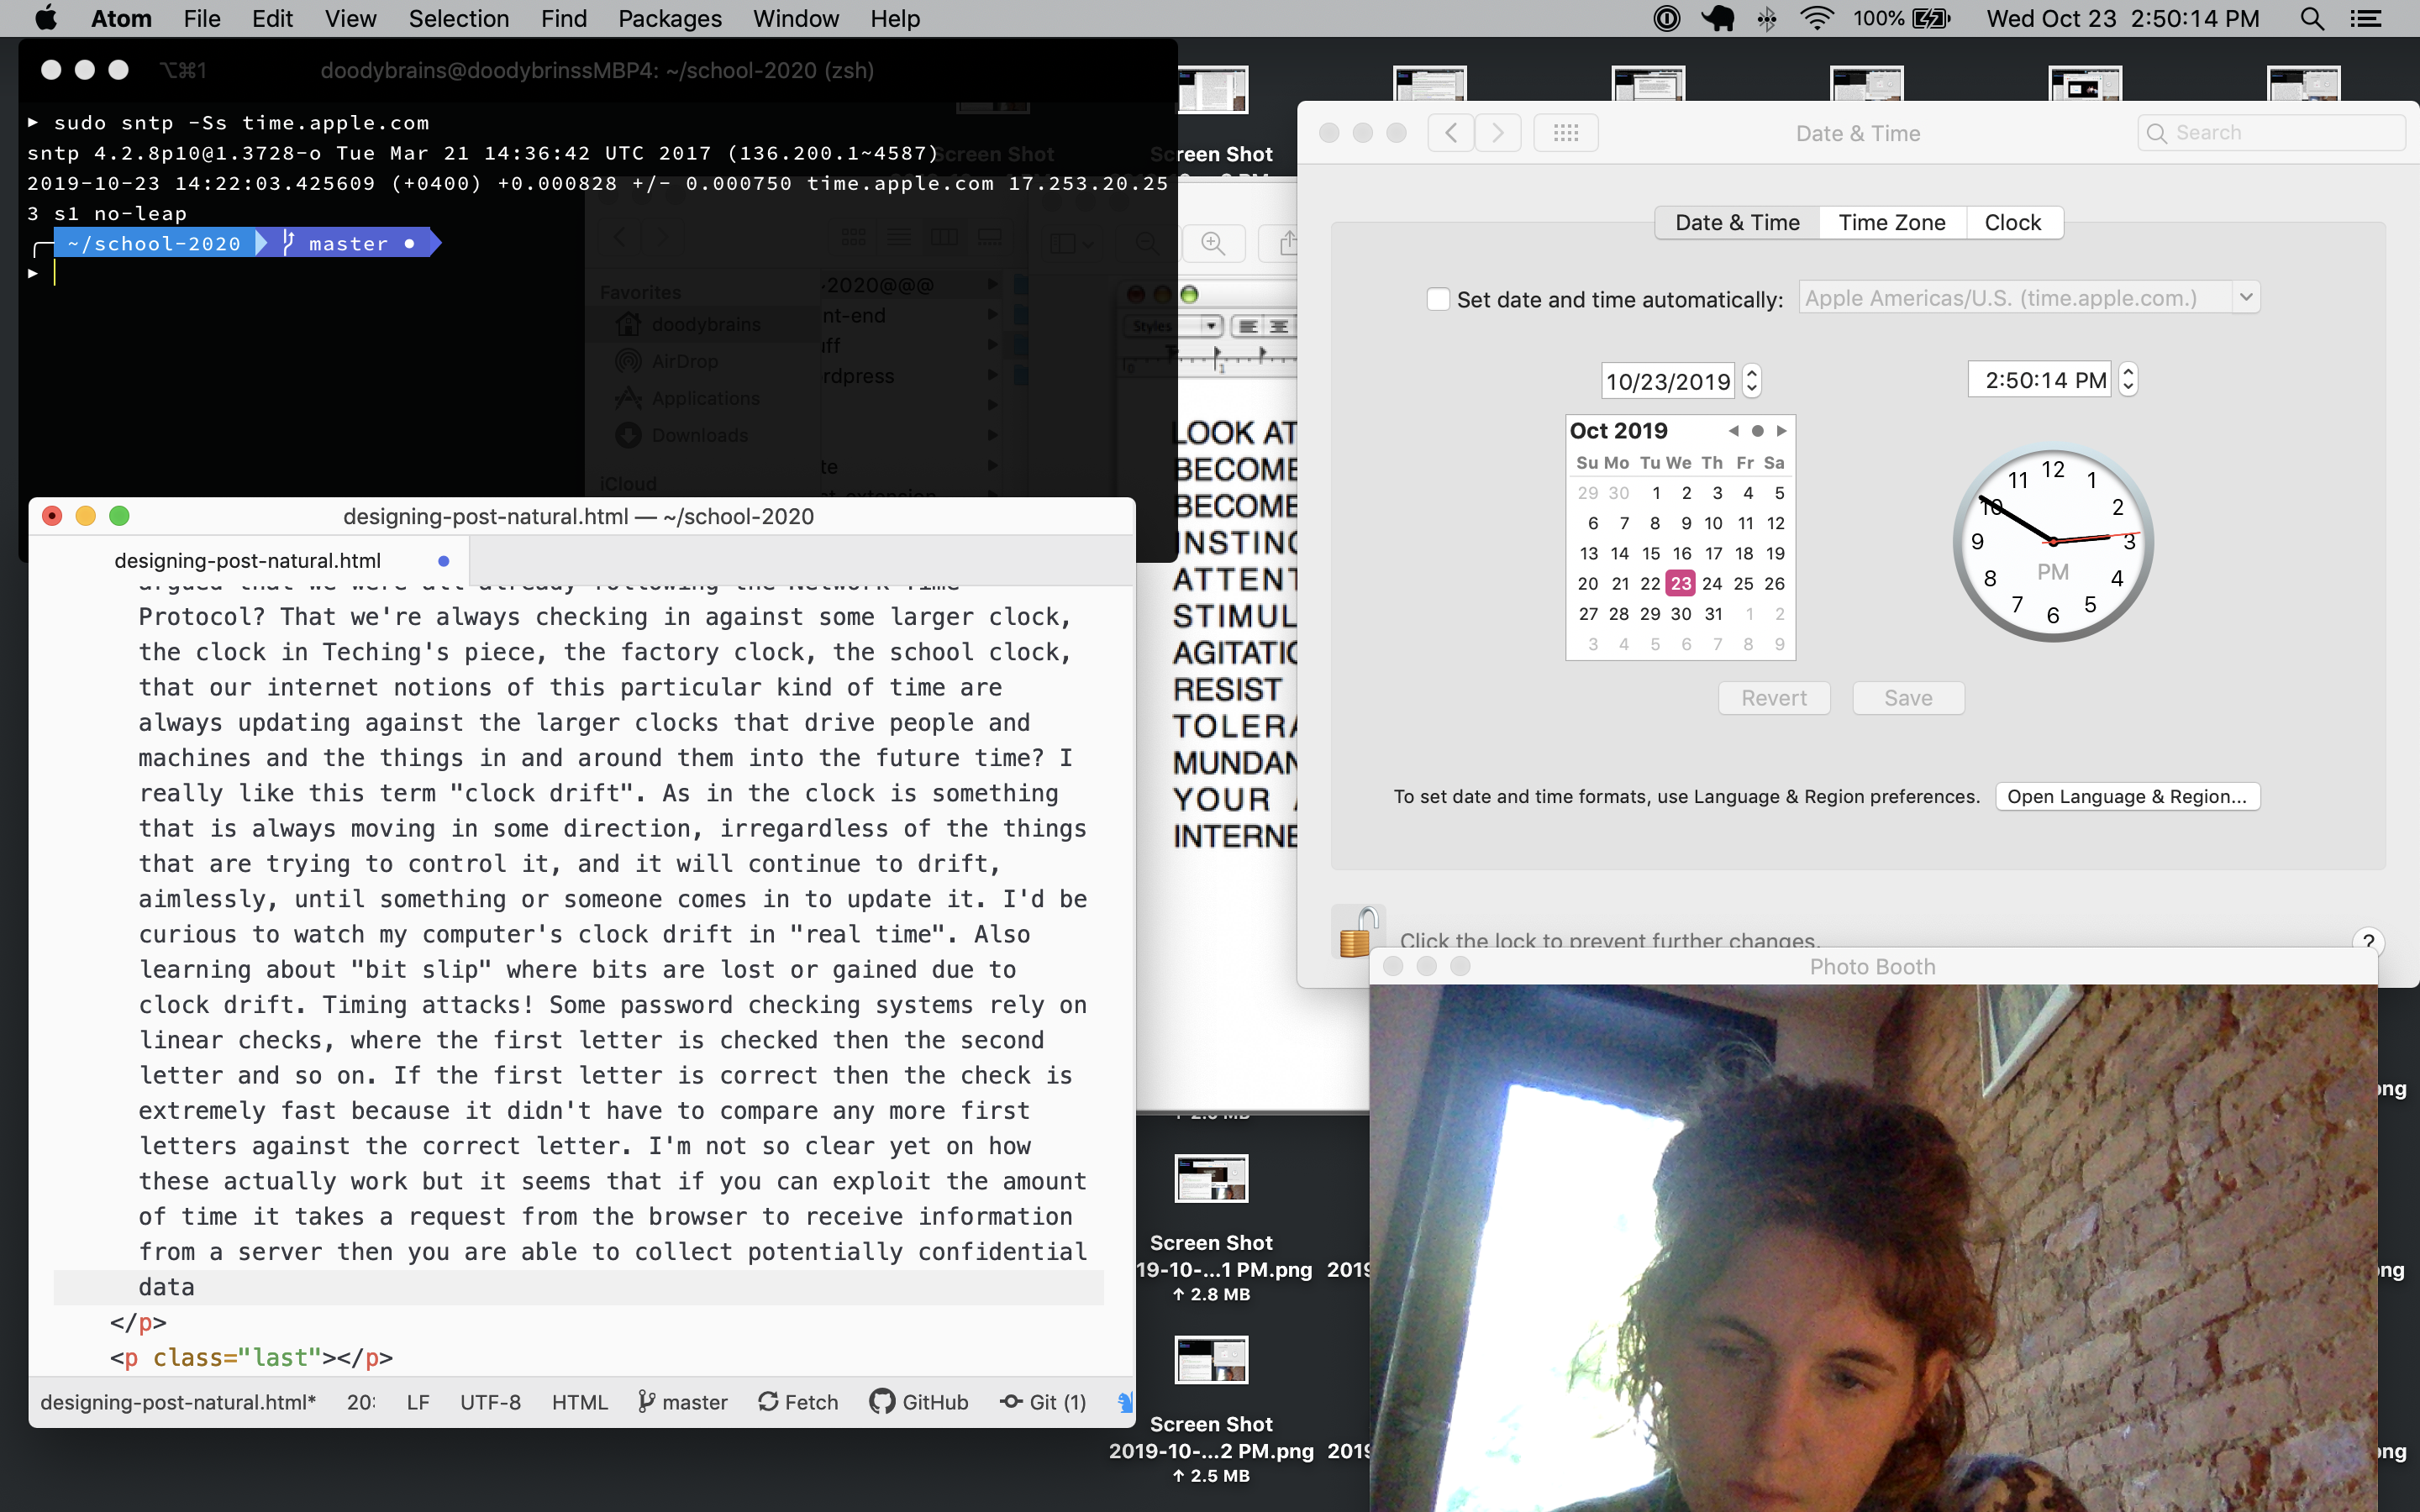 Atom File Edit View Selection Find Packages Window Help 100% Wed Oct 23 2:50:14 PM
⌥⌘1 doodybrains@doodybrinssMBP4: ~/school-2020 (zsh)
▸ sudo sntp -Ss time.apple.com
sntp 4.2.8p10@1.3728-o Tue Mar 21 14:36:42 UTC 2017 (136.200.1~4587)
2019-10-23 14:22:03.425609 (+0400) +0.000828 +/- 0.000750 time.apple.com 17.253.20.25
3 s1 no-leap
~/school-2020 master ●
▸
Screen Shot
Screen Shot
Favorites
doodybrains
AirDrop
Applications
Downloads
iCloud
2020@@@
Styles
LOOK AT
BECOME
BECOME
INSTINC
ATTENT
STIMUL
AGITATIO
RESIST
TOLERA
MUNDAN
YOUR
INTERNE
designing-post-natural.html — ~/school-2020
designing-post-natural.html
argued that we were all already following the Network Time
Protocol? That we're always checking in against some larger clock,
the clock in Teching's piece, the factory clock, the school clock,
that our internet notions of this particular kind of time are
always updating against the larger clocks that drive people and
machines and the things in and around them into the future time? I
really like this term "clock drift". As in the clock is something
that is always moving in some direction, irregardless of the things
that are trying to control it, and it will continue to drift,
aimlessly, until something or someone comes in to update it. I'd be
curious to watch my computer's clock drift in "real time". Also
learning about "bit slip" where bits are lost or gained due to
clock drift. Timing attacks! Some password checking systems rely on
linear checks, where the first letter is checked then the second
letter and so on. If the first letter is correct then the check is
extremely fast because it didn't have to compare any more first
letters against the correct letter. I'm not so clear yet on how
these actually work but it seems that if you can exploit the amount
of time it takes a request from the browser to receive information
from a server then you are able to collect potentially confidential
data
</p>
<p class="last"></p>
designing-post-natural.html* 20: LF UTF-8 HTML master Fetch GitHub Git (1)
Date & Time Search
Date & Time Time Zone Clock
Set date and time automatically: Apple Americas/U.S. (time.apple.com.)
10/23/2019 2:50:14 PM
Oct 2019
Su Mo Tu We Th Fr Sa
29 30 1 2 3 4 5
6 7 8 9 10 11 12
13 14 15 16 17 18 19
20 21 22 23 24 25 26
27 28 29 30 31 1 2
3 4 5 6 7 8 9
12 1 2 3 4 5 6 7 8 9 10 11
PM
Revert Save
To set date and time formats, use Language & Region preferences. Open Language & Region...
Click the lock to prevent further changes. ?
Photo Booth
Screen Shot
19-10-...1 PM.png 2019
↑ 2.8 MB
Screen Shot
2019-10-...2 PM.png 2019
↑ 2.5 MB